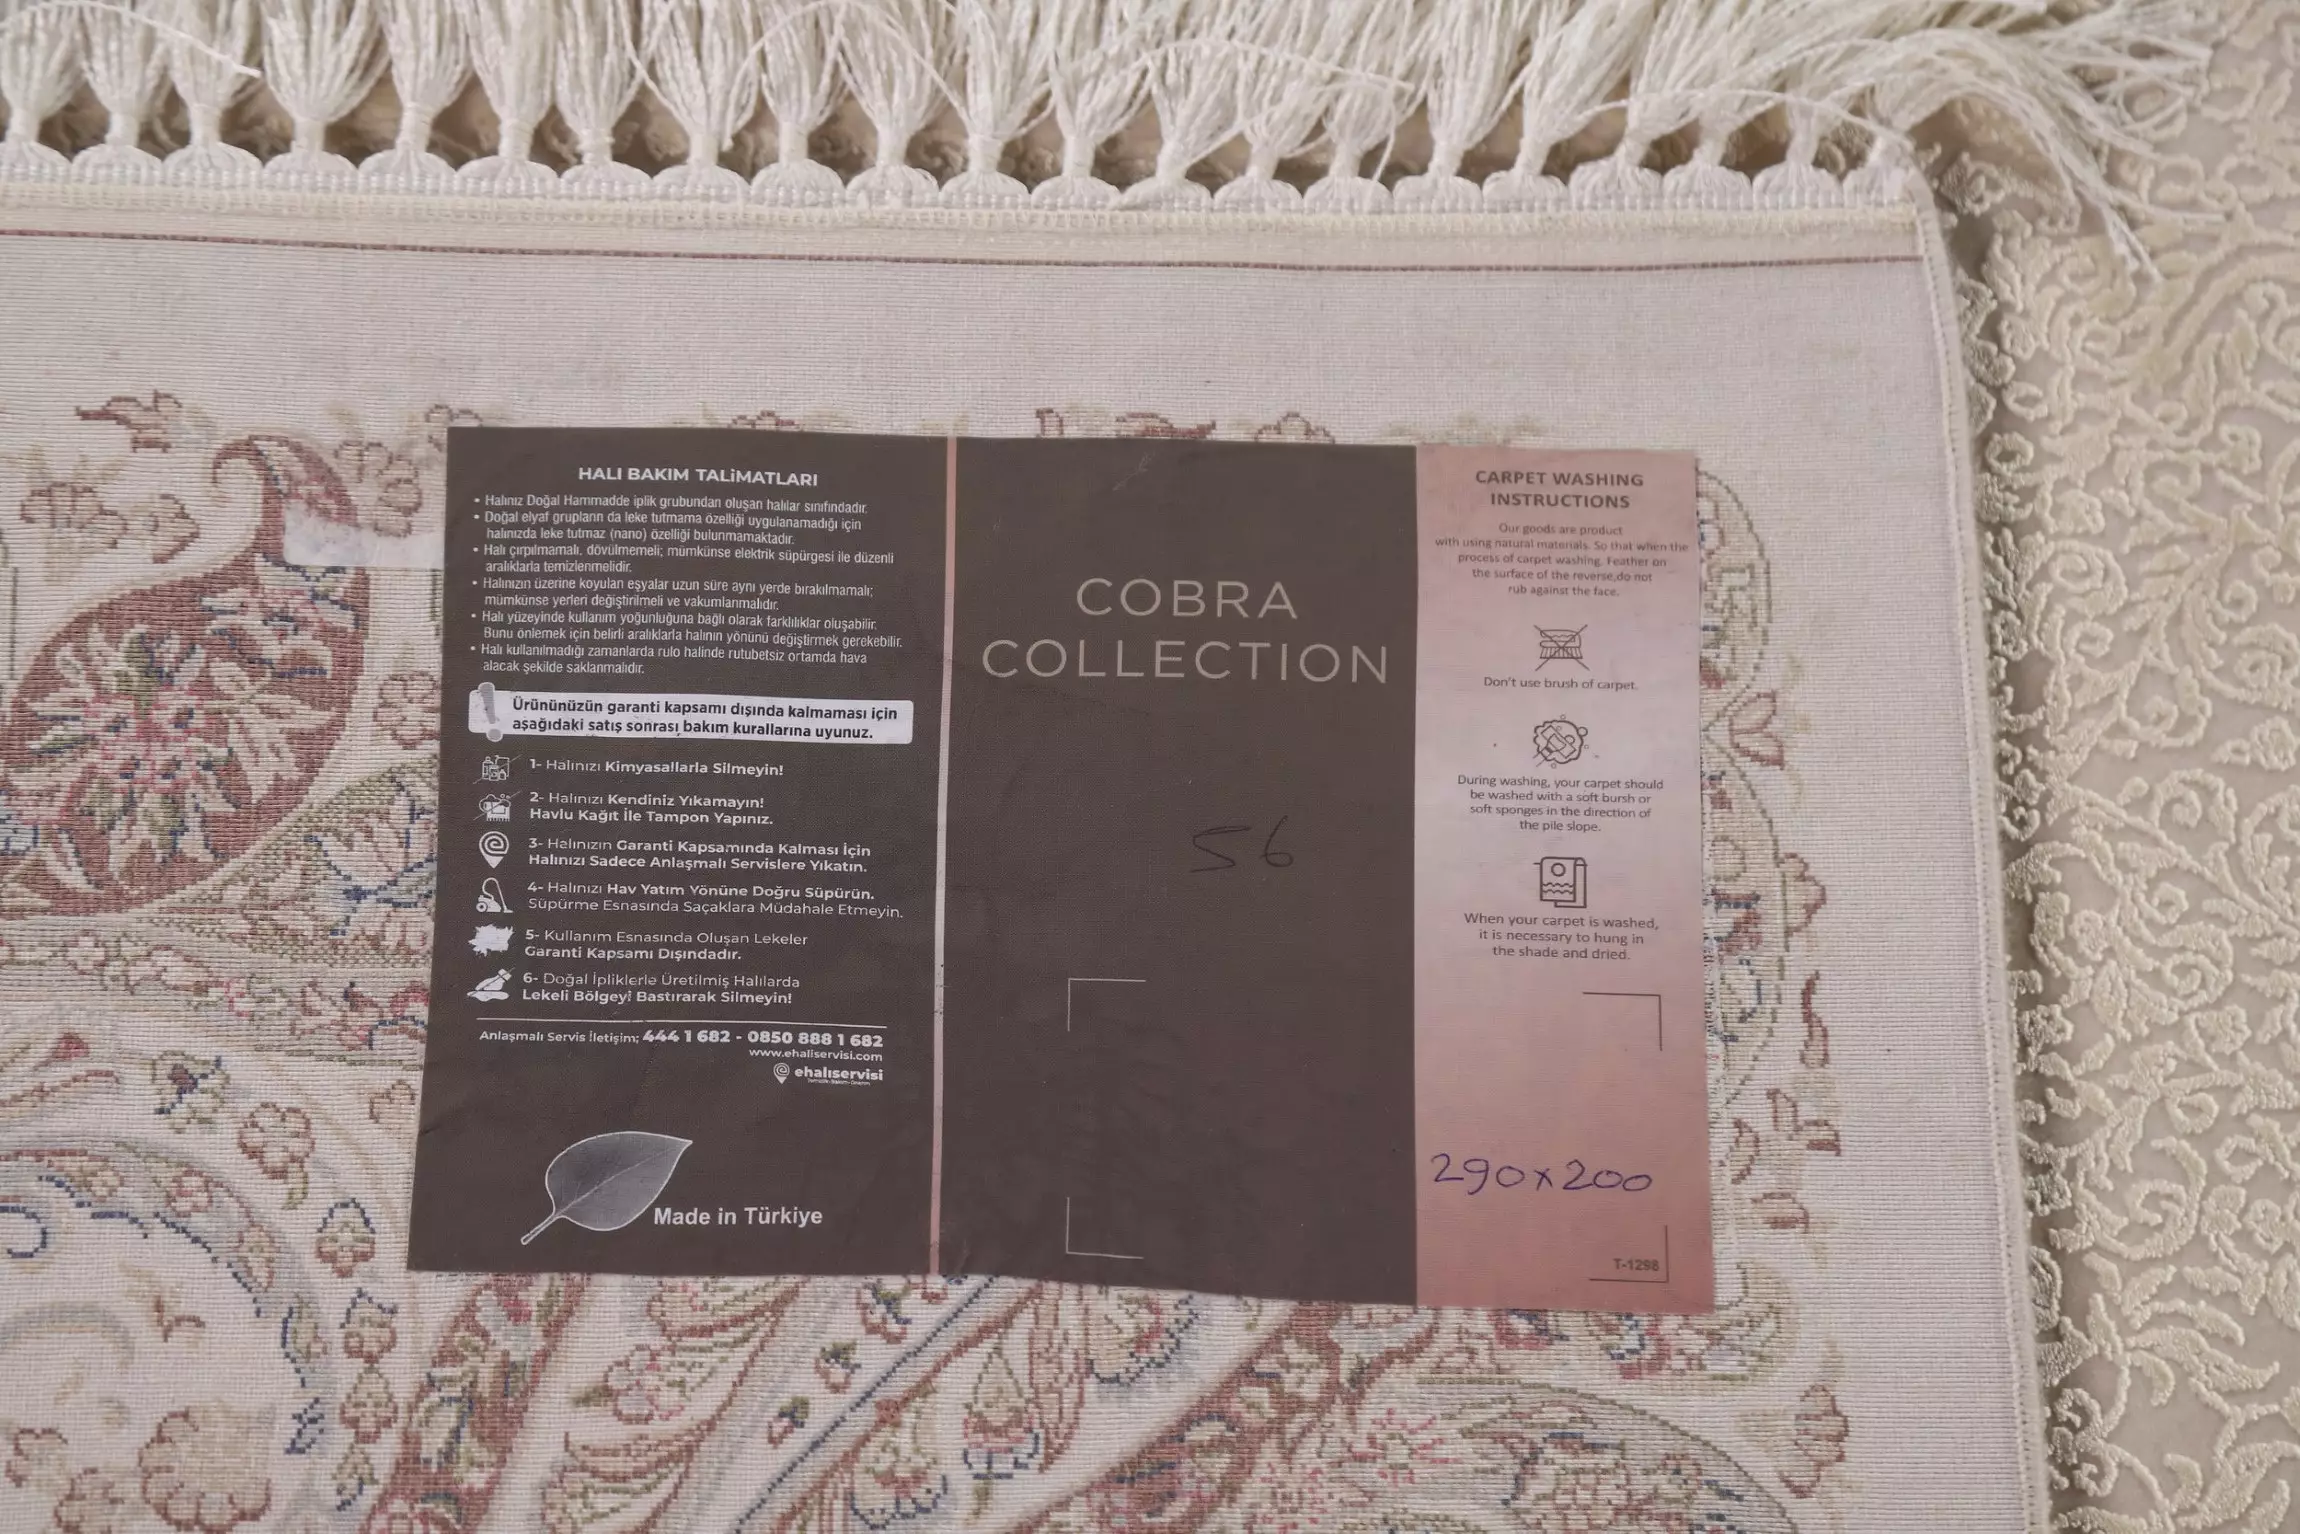 HALI BAKIM TALİMATLARI
• Halınız Doğal Hammadde iplik grubundan oluşan halılar sınıfındadır.
• Doğal elyaf grupların da leke tutmama özelliği uygulanamadığı için
halınızda leke tutmaz (nano) özelliği bulunmamaktadır.
• Halı çırpılmamalı, dövülmemeli; mümkünse elektrik süpürgesi ile düzenli
aralıklarla temizlenmelidir.
• Halınızın üzerine koyulan eşyalar uzun süre aynı yerde bırakılmamalı;
mümkünse yerleri değiştirilmeli ve vakumlanmalıdır.
• Halı yüzeyinde kullanım yoğunluğuna bağlı olarak farklılıklar oluşabilir.
Bunu önlemek için belirli aralıklarla halının yönünü değiştirmek gerekebilir.
• Halı kullanılmadığı zamanlarda rulo halinde rutubetsiz ortamda hava
alacak şekilde saklanmalıdır.
Ürününüzün garanti kapsamı dışında kalmaması için
aşağıdaki satış sonrası bakım kurallarına uyunuz.
1- Halınızı Kimyasallarla Silmeyin!
2- Halınızı Kendiniz Yıkamayın!
Havlu Kağıt İle Tampon Yapınız.
3- Halınızın Garanti Kapsamında Kalması İçin
Halınızı Sadece Anlaşmalı Servislere Yıkatın.
4- Halınızı Hav Yatım Yönüne Doğru Süpürün.
Süpürme Esnasında Saçaklara Müdahale Etmeyin.
5- Kullanım Esnasında Oluşan Lekeler
Garanti Kapsamı Dışındadır.
6- Doğal İpliklerle Üretilmiş Halılarda
Lekeli Bölgeyi Bastırarak Silmeyin!
Anlaşmalı Servis İletişim; 444 1 682 - 0850 888 1 682
www.ehaliservisi.com
ehalıservisi
Made in Türkiye
COBRA
COLLECTION
56
CARPET WASHING
INSTRUCTIONS
Our goods are product
with using natural materials. So that when the
process of carpet washing. Feather on
the surface of the reverse,do not
rub against the face.
Don't use brush of carpet.
During washing, your carpet should
be washed with a soft bursh or
soft sponges in the direction of
the pile slope.
When your carpet is washed,
it is necessary to hung in
the shade and dried.
290x200
T-1298